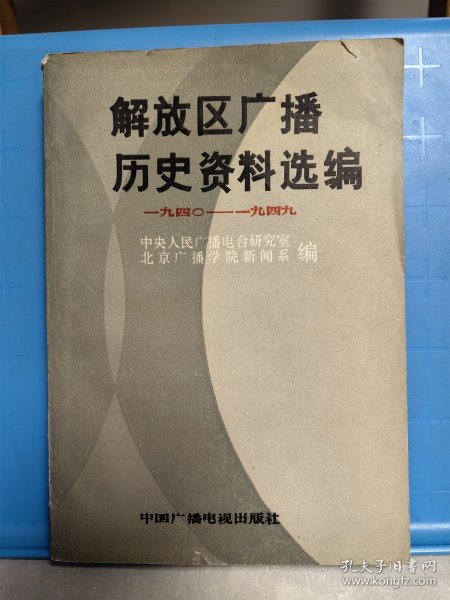 解放区广播
历史资料选编
一九四〇——一九四九
中央人民广播电台研究室
北京广播学院新闻系
编
中国广播电视出版社
孔夫子旧书网
www.kongfz.com